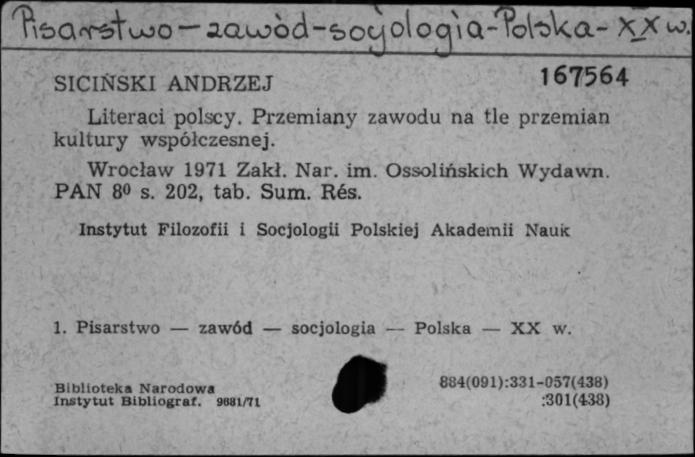 Pisarstwo - zawód - socjologia - Polska - XX w.
SICIŃSKI ANDRZEJ 167564
Literaci polscy. Przemiany zawodu na tle przemian
kultury współczesnej.
Wrocław 1971 Zakł. Nar. im. Ossolińskich Wydawn.
PAN 8⁰ s. 202, tab. Sum. Rés.
Instytut Filozofii i Socjologii Polskiej Akademii Nauk
1. Pisarstwo — zawód — socjologia — Polska — XX w.
Biblioteka Narodowa 884(091):331-057(438)
Instytut Bibliograf. 9681/71 :301(438)